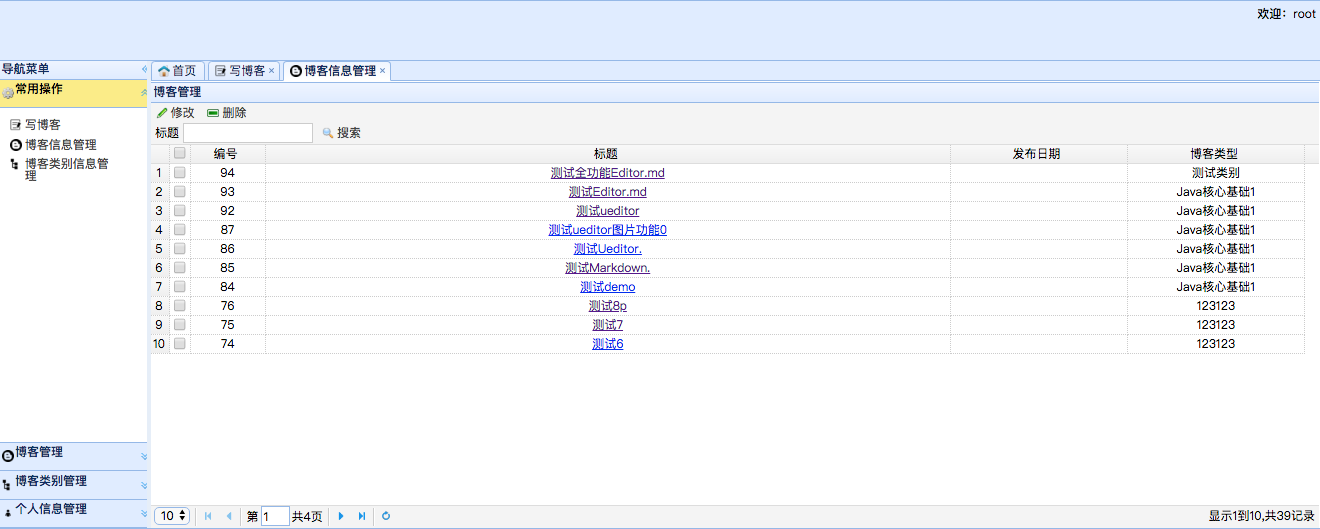 欢迎：root
导航菜单
常用操作
写博客
博客信息管理
博客类别信息管
理
博客管理
博客类别管理
个人信息管理
首页 写博客 博客信息管理
博客管理
修改 删除
标题 搜索
编号 标题 发布日期 博客类型
1 94 测试全功能Editor.md 测试类别
2 93 测试Editor.md Java核心基础1
3 92 测试ueditor Java核心基础1
4 87 测试ueditor图片功能0 Java核心基础1
5 86 测试Ueditor. Java核心基础1
6 85 测试Markdown. Java核心基础1
7 84 测试demo Java核心基础1
8 76 测试8p 123123
9 75 测试7 123123
10 74 测试6 123123
10 第 1 共4页 显示1到10,共39记录